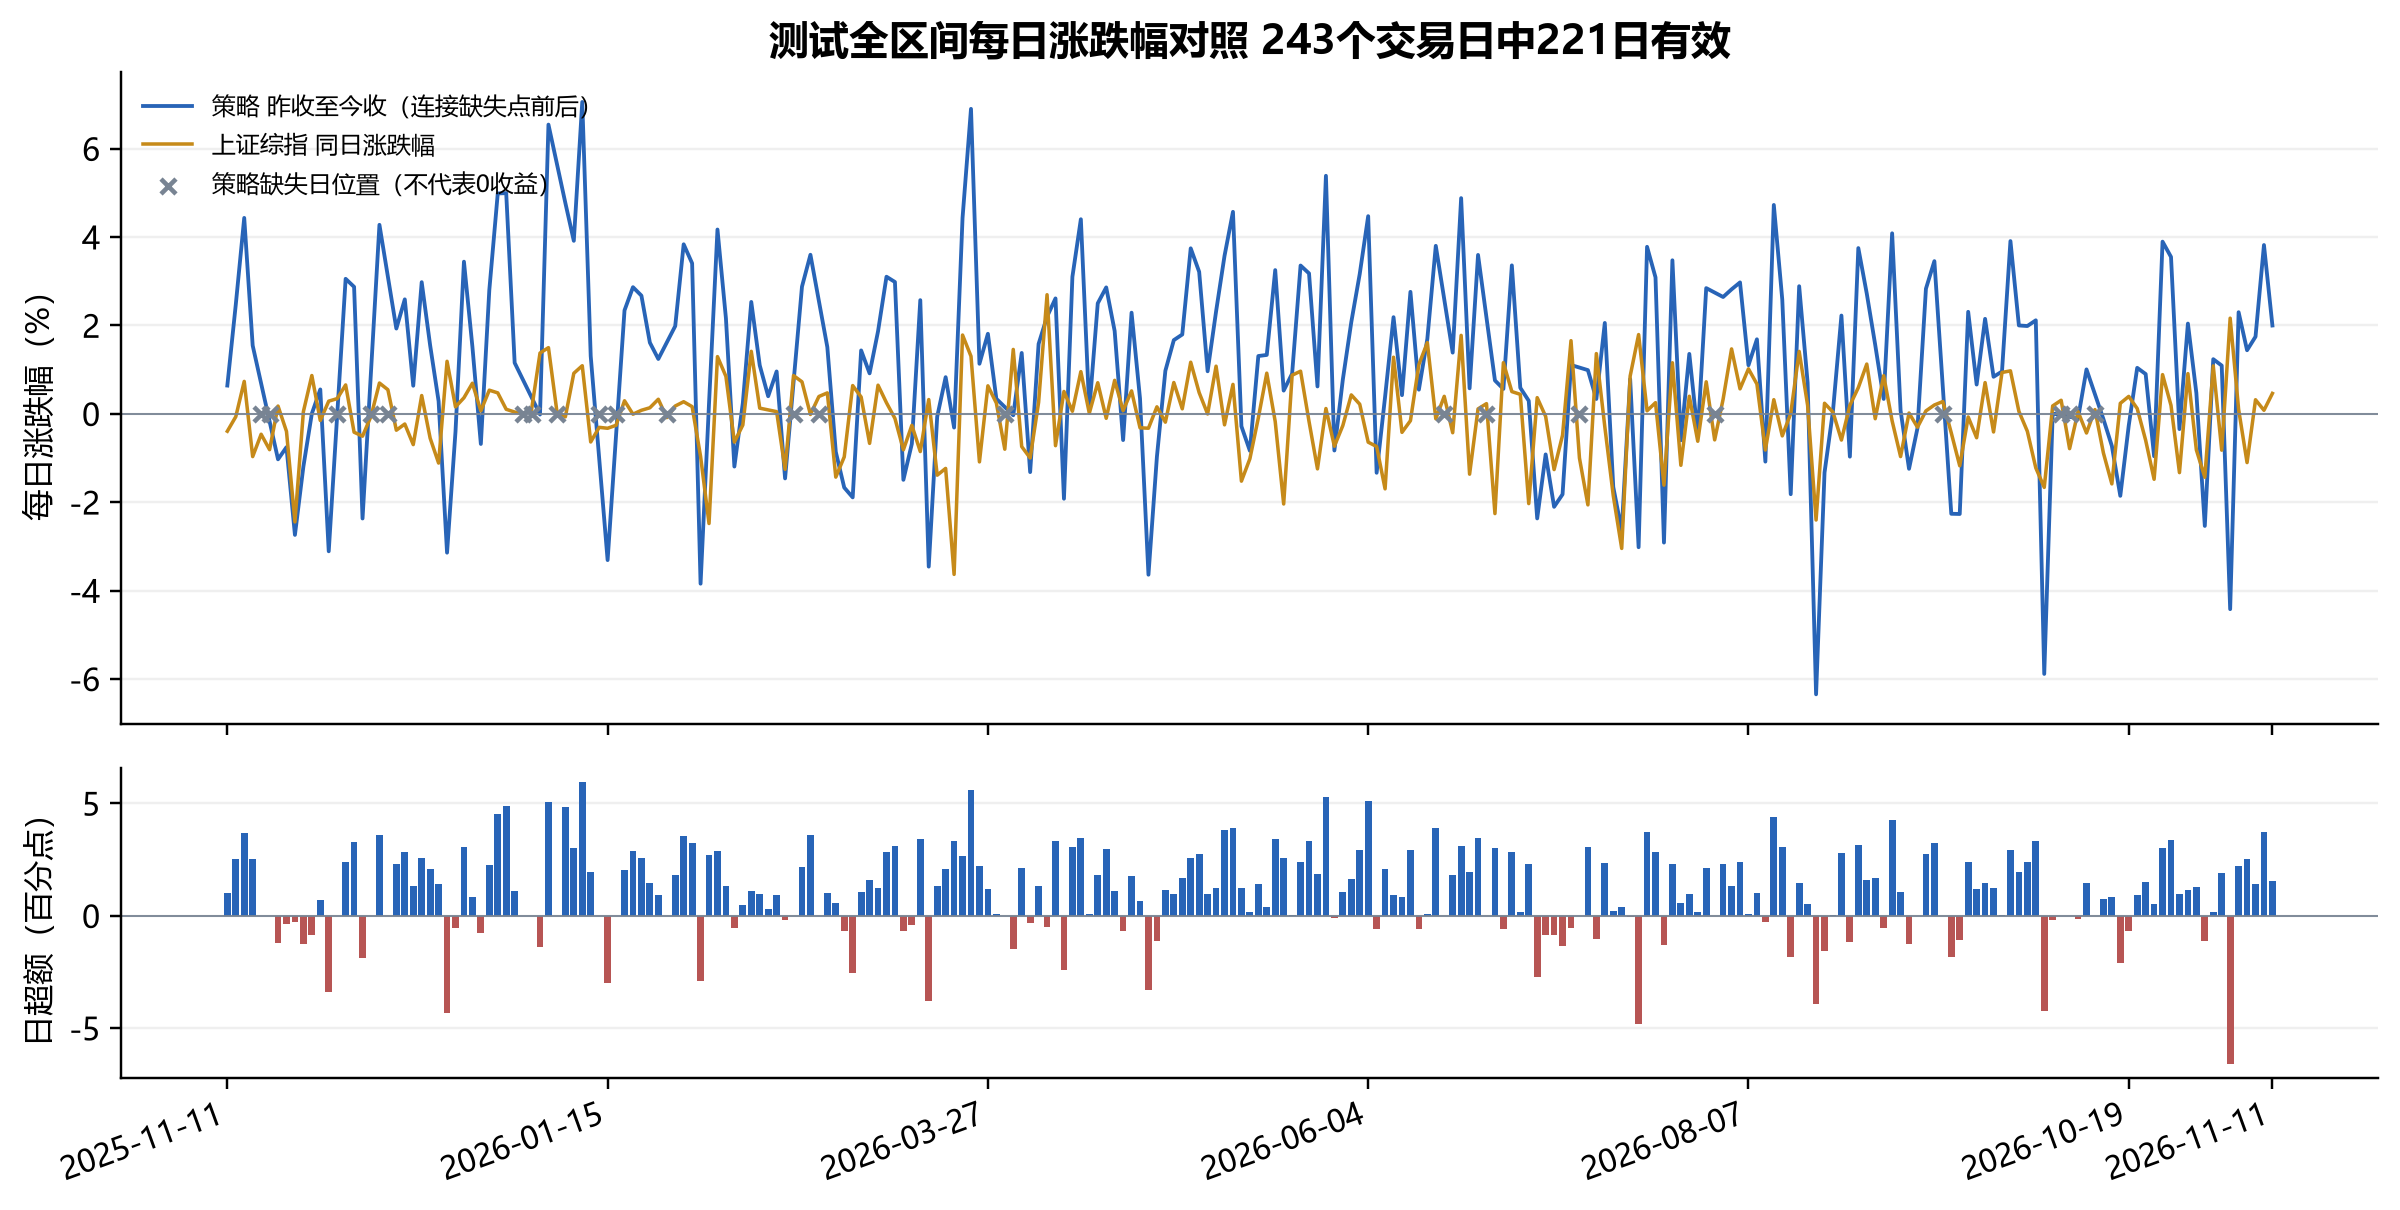 测试全区间每日涨跌幅对照 243个交易日中221日有效
策略 昨收至今收（连接缺失点前后）
上证综指 同日涨跌幅
策略缺失日位置（不代表0收益）
每日涨跌幅（%）
6
4
2
0
-2
-4
-6
日超额（百分点）
5
0
-5
2025-11-11
2026-01-15
2026-03-27
2026-06-04
2026-08-07
2026-10-19
2026-11-11